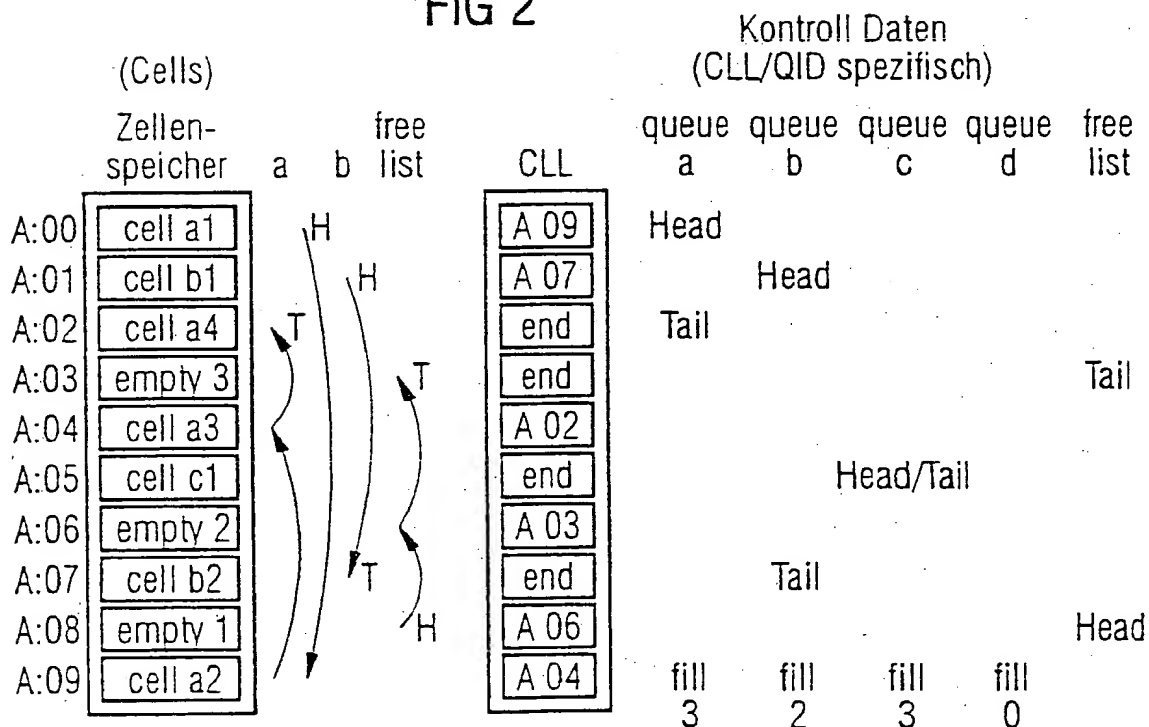 FIG 2
Kontroll Daten
(CLL/QID spezifisch)
(Cells)
Zellen-
speicher a b free
list
CLL
queue a queue b queue c queue d free list
A:00 cell a1 H A 09 Head
A:01 cell b1 H A 07 Head
A:02 cell a4 T end Tail
A:03 empty 3 T end Tail
A:04 cell a3 A 02
A:05 cell c1 end Head/Tail
A:06 empty 2 A 03
A:07 cell b2 T end Tail
A:08 empty 1 H A 06 Head
A:09 cell a2 A 04
fill fill fill fill
3 2 3 0